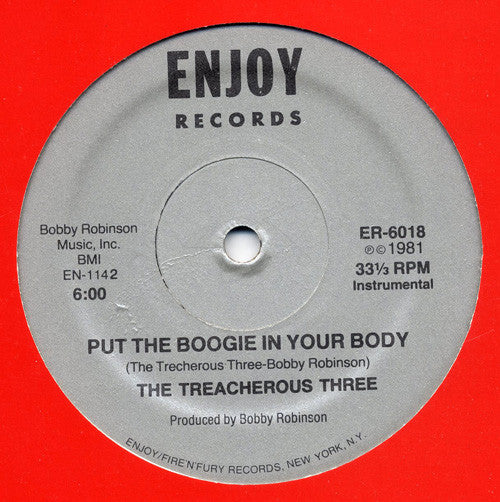 ENJOY
RECORDS
Bobby Robinson
Music, Inc.
BMI
EN-1142
6:00
ER-6018
℗©1981
33⅓ RPM
Instrumental
PUT THE BOOGIE IN YOUR BODY
(The Trecherous Three-Bobby Robinson)
THE TREACHEROUS THREE
Produced by Bobby Robinson
ENJOY/FIRE'N'FURY RECORDS, NEW YORK, N.Y.